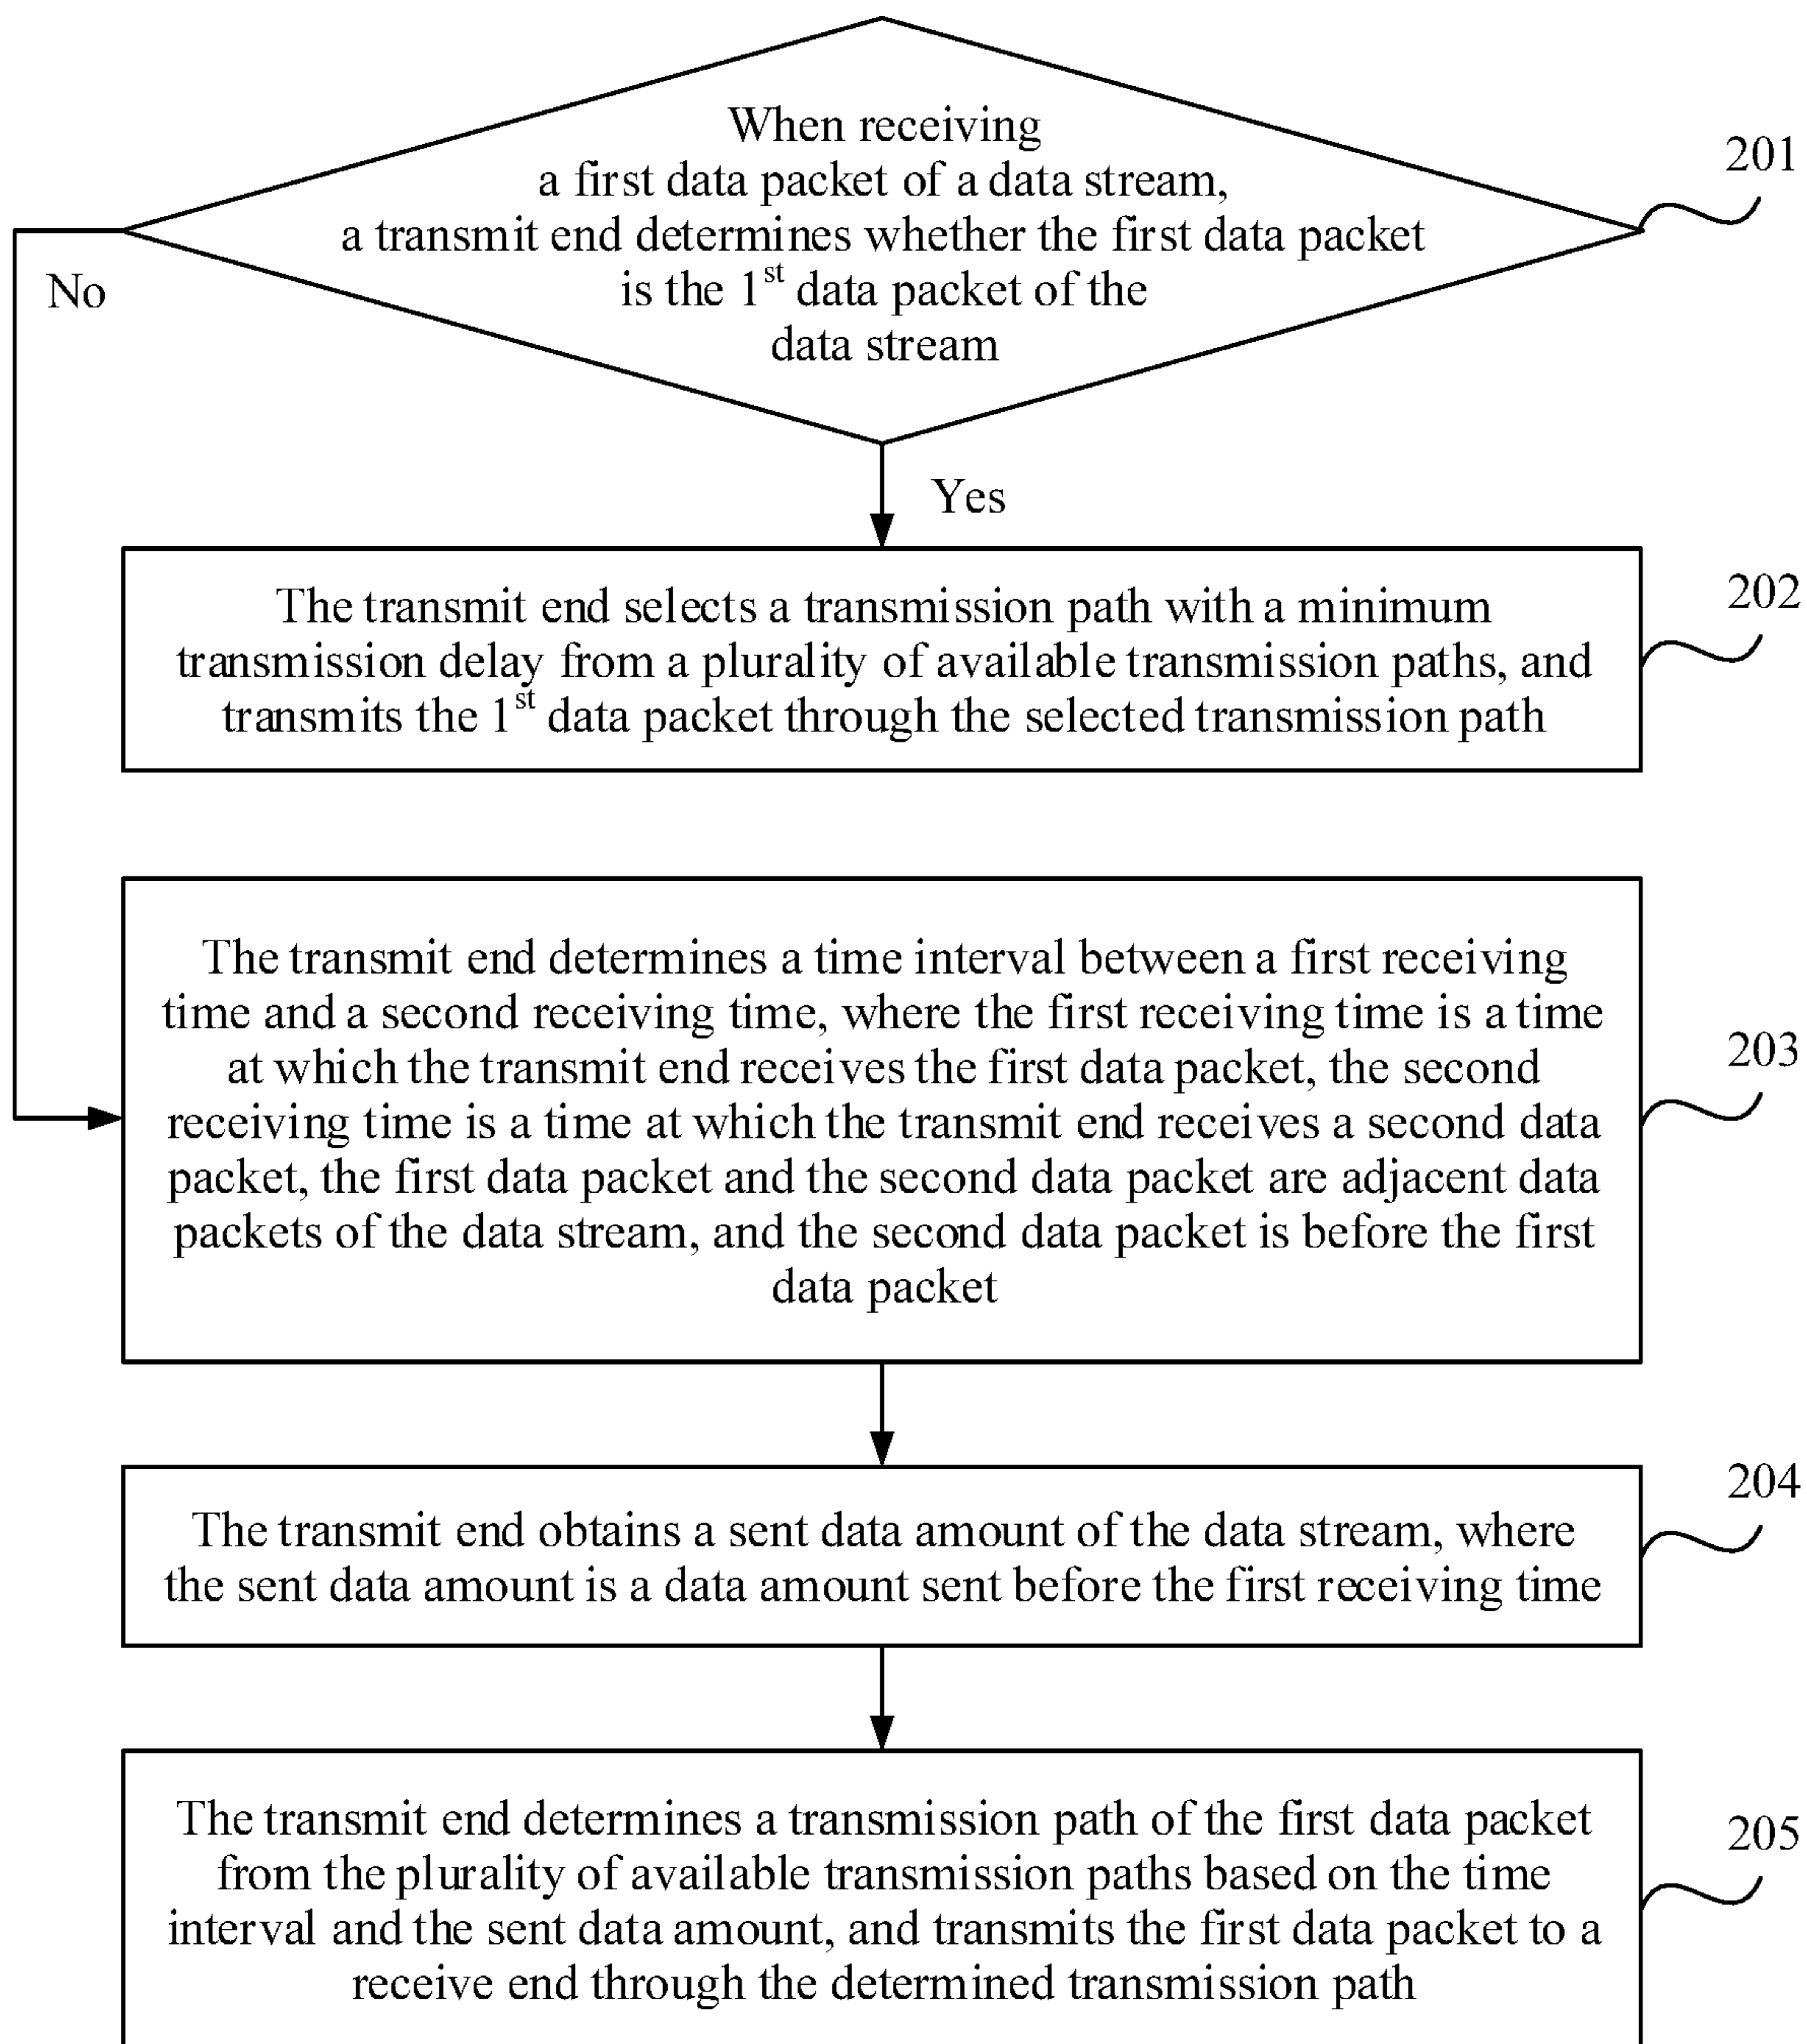 When receiving
a first data packet of a data stream,
a transmit end determines whether the first data packet
is the 1st data packet of the
data stream
201
No
Yes
The transmit end selects a transmission path with a minimum
transmission delay from a plurality of available transmission paths, and
transmits the 1st data packet through the selected transmission path
202
The transmit end determines a time interval between a first receiving
time and a second receiving time, where the first receiving time is a time
at which the transmit end receives the first data packet, the second
receiving time is a time at which the transmit end receives a second data
packet, the first data packet and the second data packet are adjacent data
packets of the data stream, and the second data packet is before the first
data packet
203
The transmit end obtains a sent data amount of the data stream, where
the sent data amount is a data amount sent before the first receiving time
204
The transmit end determines a transmission path of the first data packet
from the plurality of available transmission paths based on the time
interval and the sent data amount, and transmits the first data packet to a
receive end through the determined transmission path
205